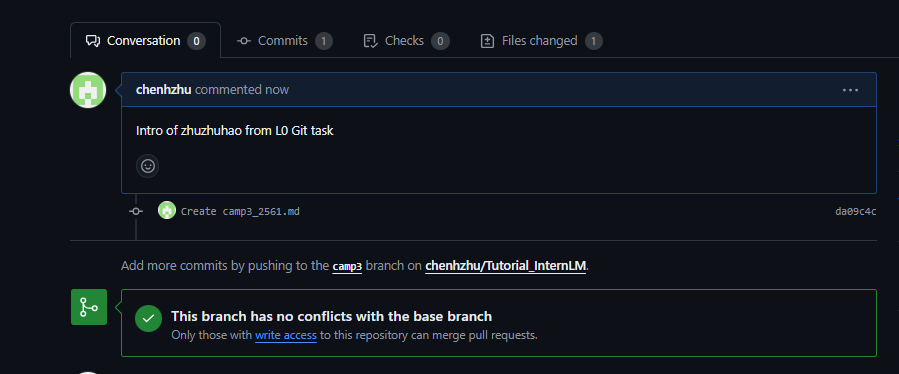 Conversation 0 Commits 1 Checks 0 Files changed 1
chenhzhu commented now
Intro of zhuzhuhao from L0 Git task
Create camp3_2561.md da09c4c
Add more commits by pushing to the camp3 branch on chenhzhu/Tutorial_InternLM.
This branch has no conflicts with the base branch
Only those with write access to this repository can merge pull requests.